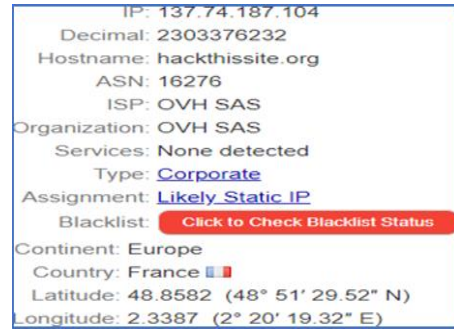 IP: 137.74.187.104
Decimal: 2303376232
Hostname: hackthissite.org
ASN: 16276
ISP: OVH SAS
Organization: OVH SAS
Services: None detected
Type: Corporate
Assignment: Likely Static IP
Blacklist: Click to Check Blacklist Status
Continent: Europe
Country: France
Latitude: 48.8582 (48° 51′ 29.52″ N)
Longitude: 2.3387 (2° 20′ 19.32″ E)